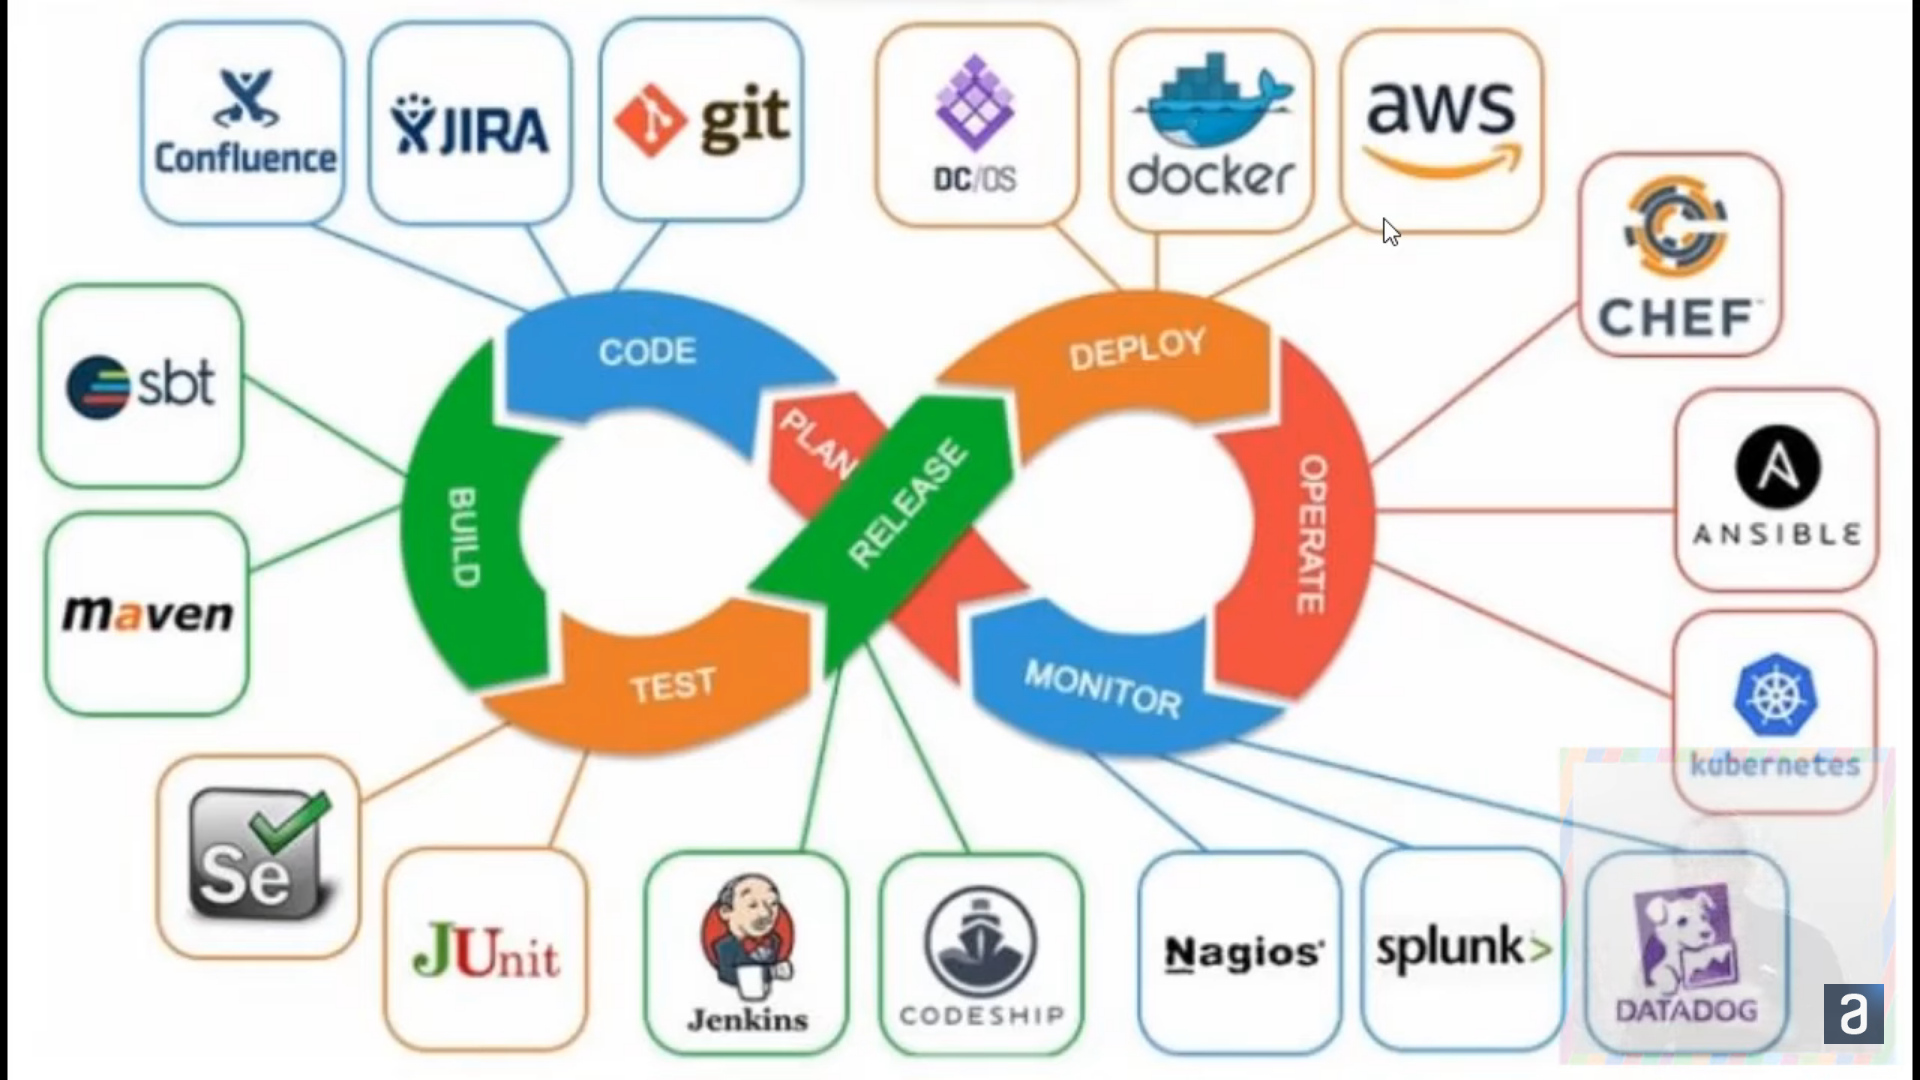 Confluence
JIRA
git
DC/OS
docker
aws
CHEF
sbt
CODE
DEPLOY
PLAN
RELEASE
OPERATE
ANSIBLE
BUILD
maven
TEST
MONITOR
kubernetes
Se
JUnit
Jenkins
CODESHIP
Nagios
splunk>
DATADOG
a